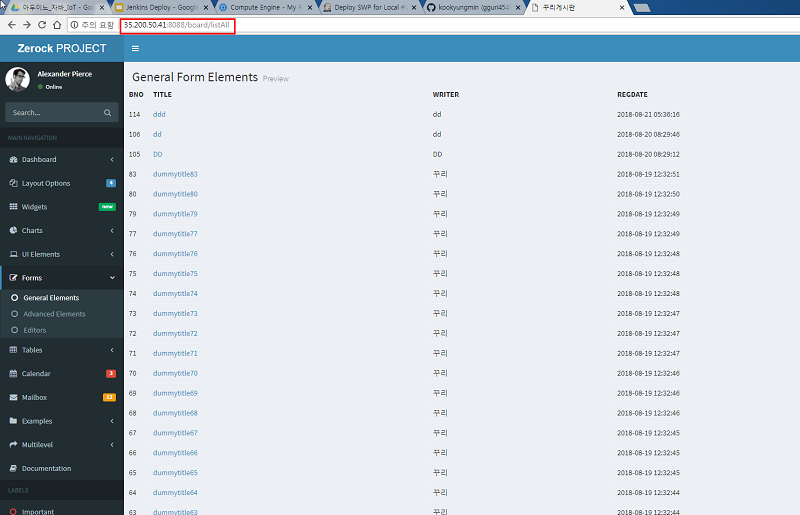 아두이노_자바_IoT - Goo
Jenkins Deploy - Google
Compute Engine - My F
Deploy SWP for Local
kookyungmin (gguri454
꾸리게시판
주의 요함
35.200.50.41:8088/board/listAll
Zerock PROJECT
Alexander Pierce
Online
Search...
MAIN NAVIGATION
Dashboard
Layout Options 4
Widgets new
Charts
UI Elements
Forms
General Elements
Advanced Elements
Editors
Tables
Calendar 3
Mailbox 12
Examples
Multilevel
Documentation
LABELS
Important
General Form Elements Preview
BNO TITLE WRITER REGDATE
114 ddd dd 2018-08-21 05:36:16
106 dd dd 2018-08-20 08:29:46
105 DD DD 2018-08-20 08:29:12
83 dummytitle83 꾸리 2018-08-19 12:32:51
80 dummytitle80 꾸리 2018-08-19 12:32:50
79 dummytitle79 꾸리 2018-08-19 12:32:49
77 dummytitle77 꾸리 2018-08-19 12:32:49
76 dummytitle76 꾸리 2018-08-19 12:32:48
75 dummytitle75 꾸리 2018-08-19 12:32:48
74 dummytitle74 꾸리 2018-08-19 12:32:48
73 dummytitle73 꾸리 2018-08-19 12:32:47
72 dummytitle72 꾸리 2018-08-19 12:32:47
71 dummytitle71 꾸리 2018-08-19 12:32:47
70 dummytitle70 꾸리 2018-08-19 12:32:46
69 dummytitle69 꾸리 2018-08-19 12:32:46
68 dummytitle68 꾸리 2018-08-19 12:32:46
67 dummytitle67 꾸리 2018-08-19 12:32:45
66 dummytitle66 꾸리 2018-08-19 12:32:45
65 dummytitle65 꾸리 2018-08-19 12:32:45
64 dummytitle64 꾸리 2018-08-19 12:32:44
63 dummytitle63 꾸리 2018-08-19 12:32:44